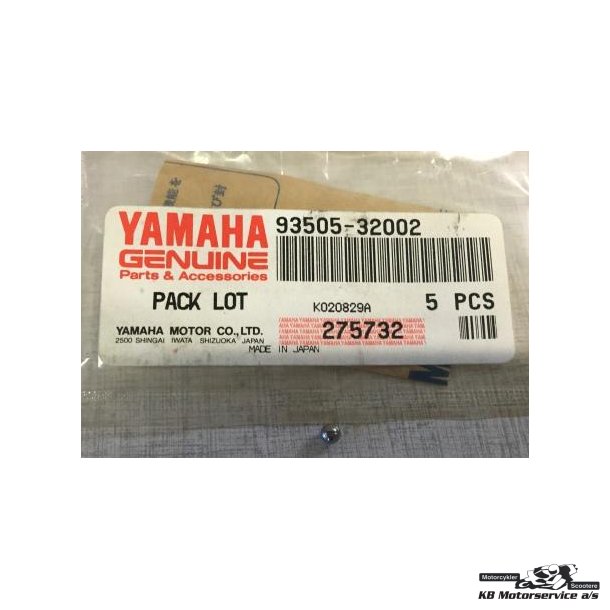 YAMAHA
GENUINE
Parts & Accessories
93505-32002
PACK LOT
K020829A
5 PCS
YAMAHA MOTOR CO.,LTD.
2500 SHINGAI IWATA SHIZUOKA JAPAN
MADE IN JAPAN
275732
Motorcykler
Scootere
KB Motorservice a/s